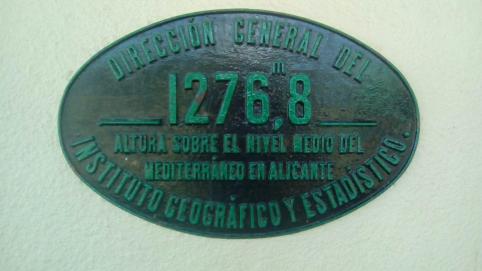 DIRECCIÓN GENERAL DEL
1276,8 m
ALTURA SOBRE EL NIVEL MEDIO DEL
MEDITERRÁNEO EN ALICANTE
INSTITUTO GEOGRÁFICO Y ESTADÍSTICO.